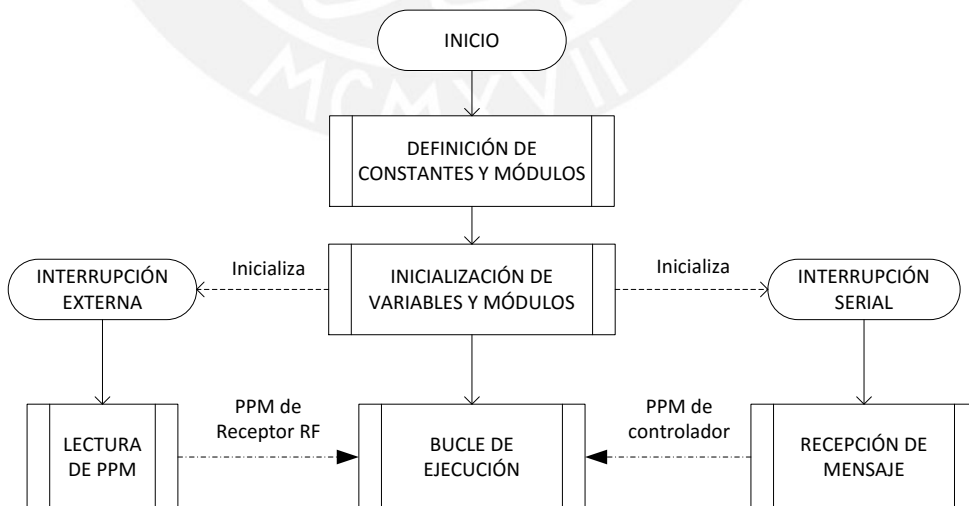 MCMXVII
INICIO
DEFINICIÓN DE
CONSTANTES Y MÓDULOS
Inicializa
Inicializa
INTERRUPCIÓN
EXTERNA
INICIALIZACIÓN DE
VARIABLES Y MÓDULOS
INTERRUPCIÓN
SERIAL
PPM de
Receptor RF
PPM de
controlador
LECTURA
DE PPM
BUCLE DE
EJECUCIÓN
RECEPCIÓN DE
MENSAJE